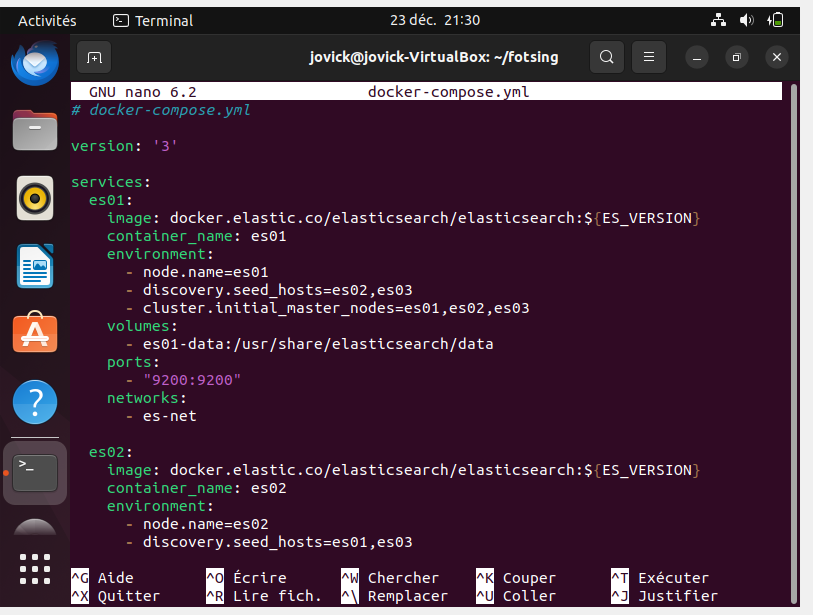 Activités Terminal 23 déc. 21:30
jovick@jovick-VirtualBox: ~/fotsing
GNU nano 6.2 docker-compose.yml
# docker-compose.yml

version: '3'

services:
  es01:
    image: docker.elastic.co/elasticsearch/elasticsearch:${ES_VERSION}
    container_name: es01
    environment:
      - node.name=es01
      - discovery.seed_hosts=es02,es03
      - cluster.initial_master_nodes=es01,es02,es03
    volumes:
      - es01-data:/usr/share/elasticsearch/data
    ports:
      - "9200:9200"
    networks:
      - es-net

  es02:
    image: docker.elastic.co/elasticsearch/elasticsearch:${ES_VERSION}
    container_name: es02
    environment:
      - node.name=es02
      - discovery.seed_hosts=es01,es03

^G Aide ^O Écrire ^W Chercher ^K Couper ^T Exécuter
^X Quitter ^R Lire fich. ^\ Remplacer ^U Coller ^J Justifier